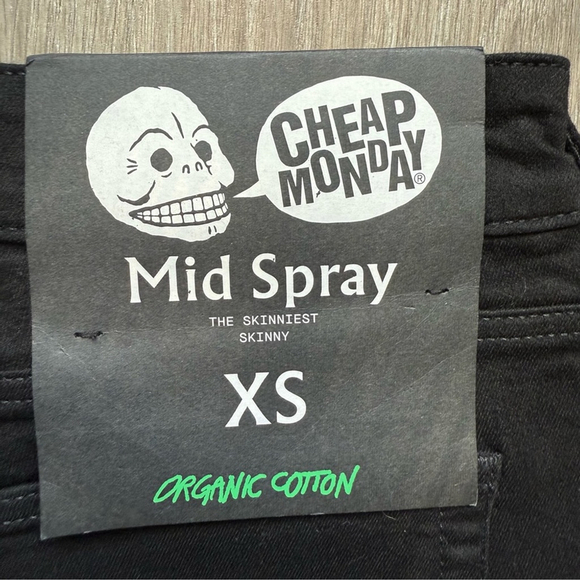 CHEAP
MONDAY®
Mid Spray
THE SKINNIEST
SKINNY
XS
ORGANIC COTTON